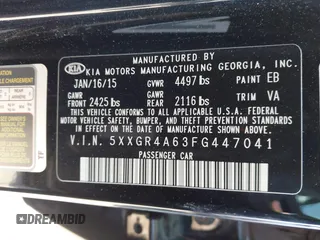 MANUFACTURED BY
KIA KIA MOTORS MANUFACTURING GEORGIA, INC.
JAN/16/15 GVWR 4497 lbs PAINT EB
GAWR FRONT 2425 lbs GAWR REAR 2116 lbs TRIM VA
THIS VEHICLE CONFORMS TO ALL APPLICABLE U.S.A. FEDERAL
MOTOR VEHICLE SAFETY, BUMPER, AND THEFT PREVENTION
STANDARDS IN EFFECT ON THE DATE OF MANUFACTURE SHOWN ABOVE.
V.I.N. 5XXGR4A63FG447041
PASSENGER CAR
DREAMBID